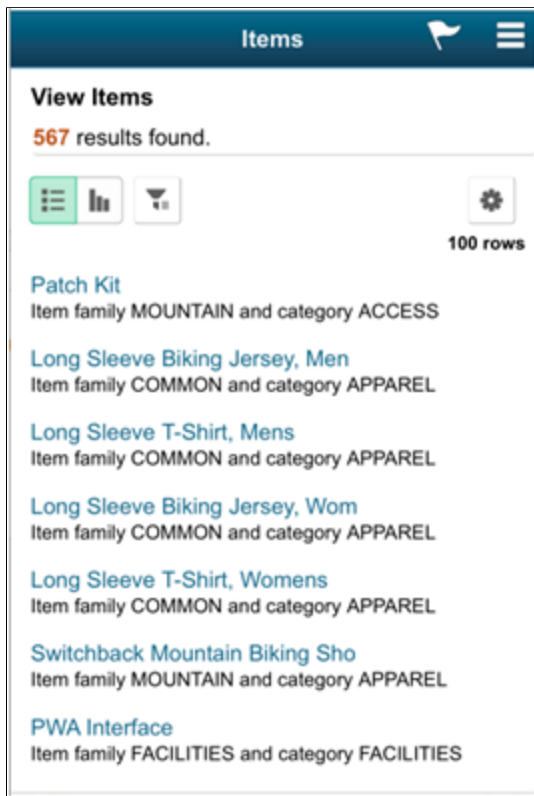 Items
View Items
567 results found.
100 rows
Patch Kit
Item family MOUNTAIN and category ACCESS
Long Sleeve Biking Jersey, Men
Item family COMMON and category APPAREL
Long Sleeve T-Shirt, Mens
Item family COMMON and category APPAREL
Long Sleeve Biking Jersey, Wom
Item family COMMON and category APPAREL
Long Sleeve T-Shirt, Womens
Item family COMMON and category APPAREL
Switchback Mountain Biking Sho
Item family MOUNTAIN and category APPAREL
PWA Interface
Item family FACILITIES and category FACILITIES